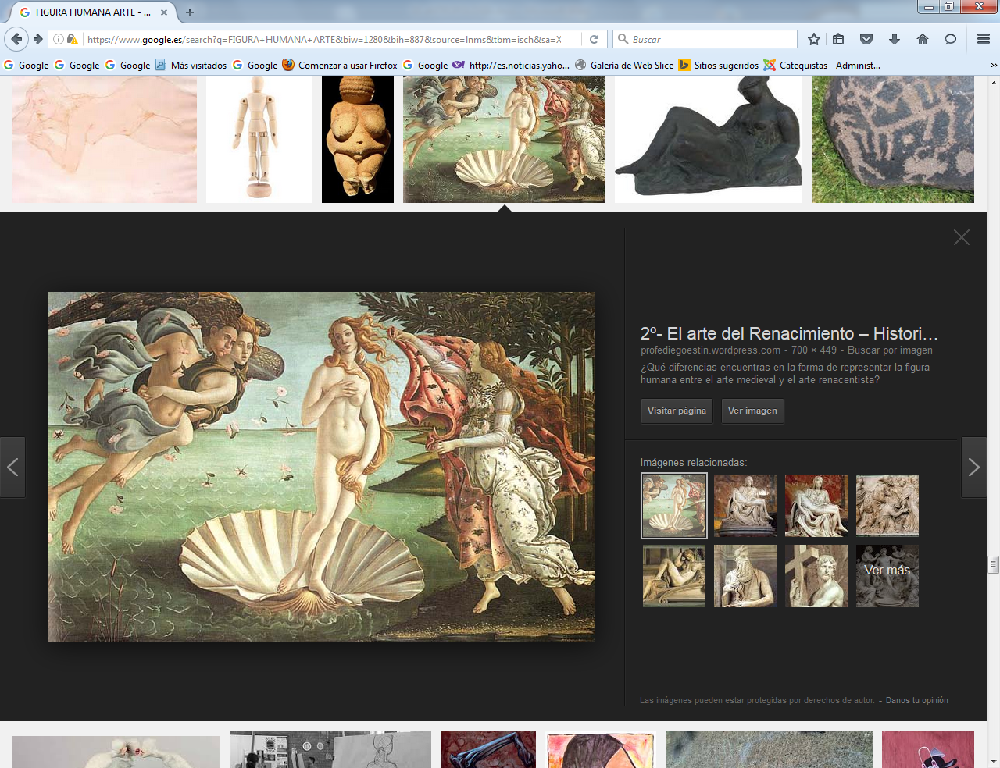 FIGURA HUMANA ARTE - ...
https://www.google.es/search?q=FIGURA+HUMANA+ARTE&biw=1280&bih=887&source=lnms&tbm=isch&sa=X
Buscar
Google
Google
Google
Más visitados
Google
Comenzar a usar Firefox
Google
http://es.noticias.yaho...
Galería de Web Slice
Sitios sugeridos
Catequistas - Administ...
»
2º- El arte del Renacimiento – Histori...
profediegoestin.wordpress.com - 700 × 449 - Buscar por imagen
¿Qué diferencias encuentras en la forma de representar la figura
humana entre el arte medieval y el arte renacentista?
Visitar página
Ver imagen
Imágenes relacionadas:
Ver más
Las imágenes pueden estar protegidas por derechos de autor. - Danos tu opinión